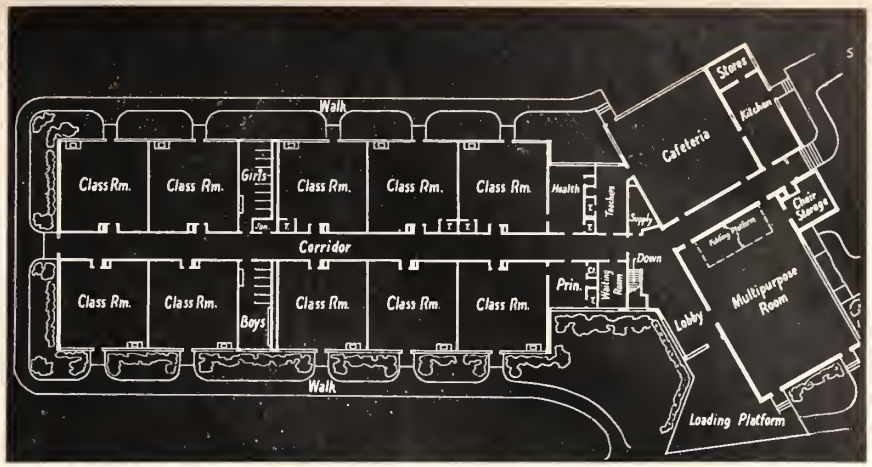 S
Stores
Walk
Kitchen
Cafeteria
Class Rm.
Class Rm.
Girls
Class Rm.
Class Rm.
Class Rm.
Health
Teachers
Supply
Chair
Storage
Jan.
T.
T.
T.
T.
T.
Folding Platform
Corridor
Down
Class Rm.
Class Rm.
Boys
Class Rm.
Class Rm.
Class Rm.
Prin.
T.
Waiting
Room
Lobby
Multipurpose
Room
Walk
Loading Platform